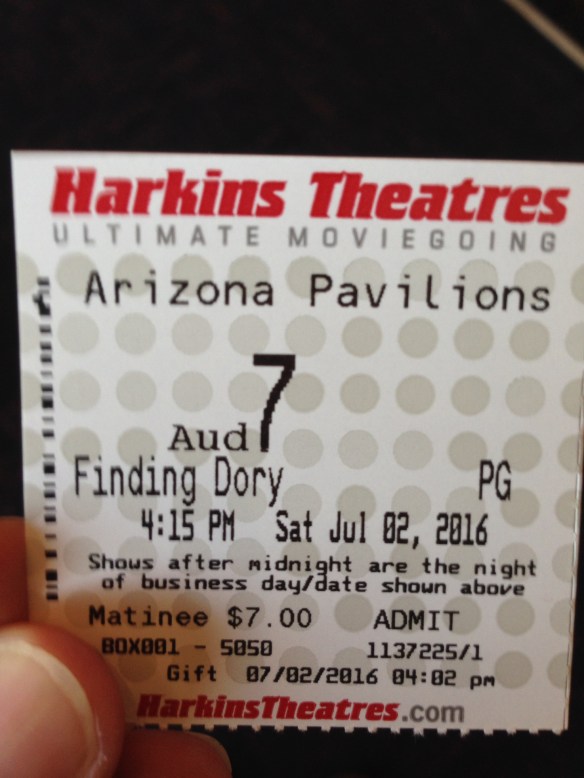 Harkins Theatres
ULTIMATE MOVIEGOING
Arizona Pavilions
Aud 7
Finding Dory PG
4:15 PM Sat Jul 02, 2016
Shows after midnight are the night
of business day/date shown above
Matinee $7.00 ADMIT
BOX001 - 5050 1137225/1
Gift 07/02/2016 04:02 pm
HarkinsTheatres.com